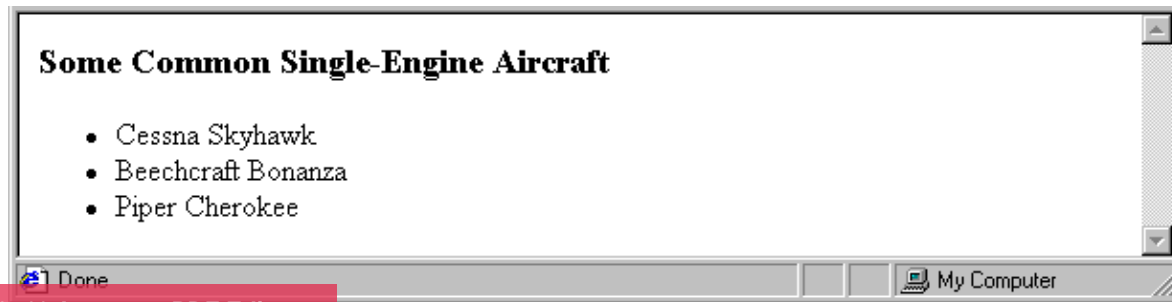 Some Common Single-Engine Aircraft
Cessna Skyhawk
Beechcraft Bonanza
Piper Cherokee
Done
My Computer